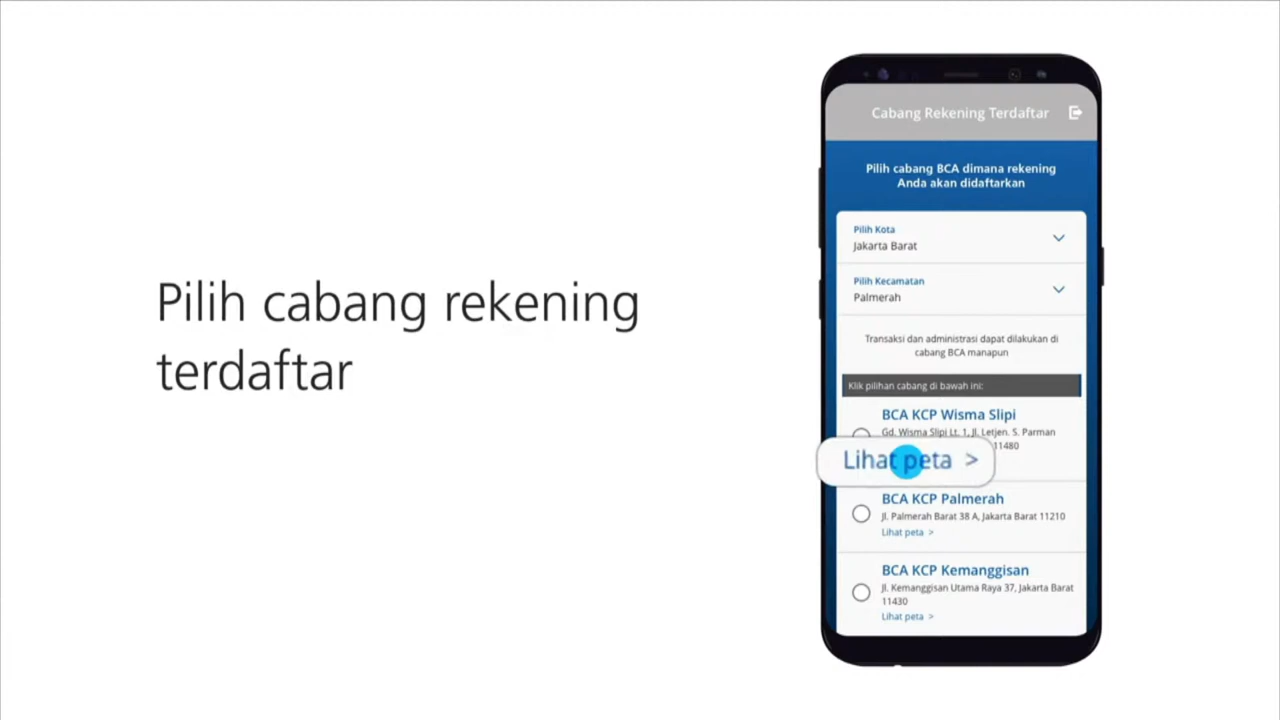 Pilih cabang rekening
terdaftar
Cabang Rekening Terdaftar
Pilih cabang BCA dimana rekening
Anda akan didaftarkan
Pilih Kota
Jakarta Barat
Pilih Kecamatan
Palmerah
Transaksi dan administrasi dapat dilakukan di
cabang BCA manapun
Klik pilihan cabang di bawah ini:
BCA KCP Wisma Slipi
Gd. Wisma Slipi Lt. 1, Jl. Letjen. S. Parman
11480
Lihat peta >
BCA KCP Palmerah
Jl. Palmerah Barat 38 A, Jakarta Barat 11210
Lihat peta >
BCA KCP Kemanggisan
Jl. Kemanggisan Utama Raya 37, Jakarta Barat
11430
Lihat peta >